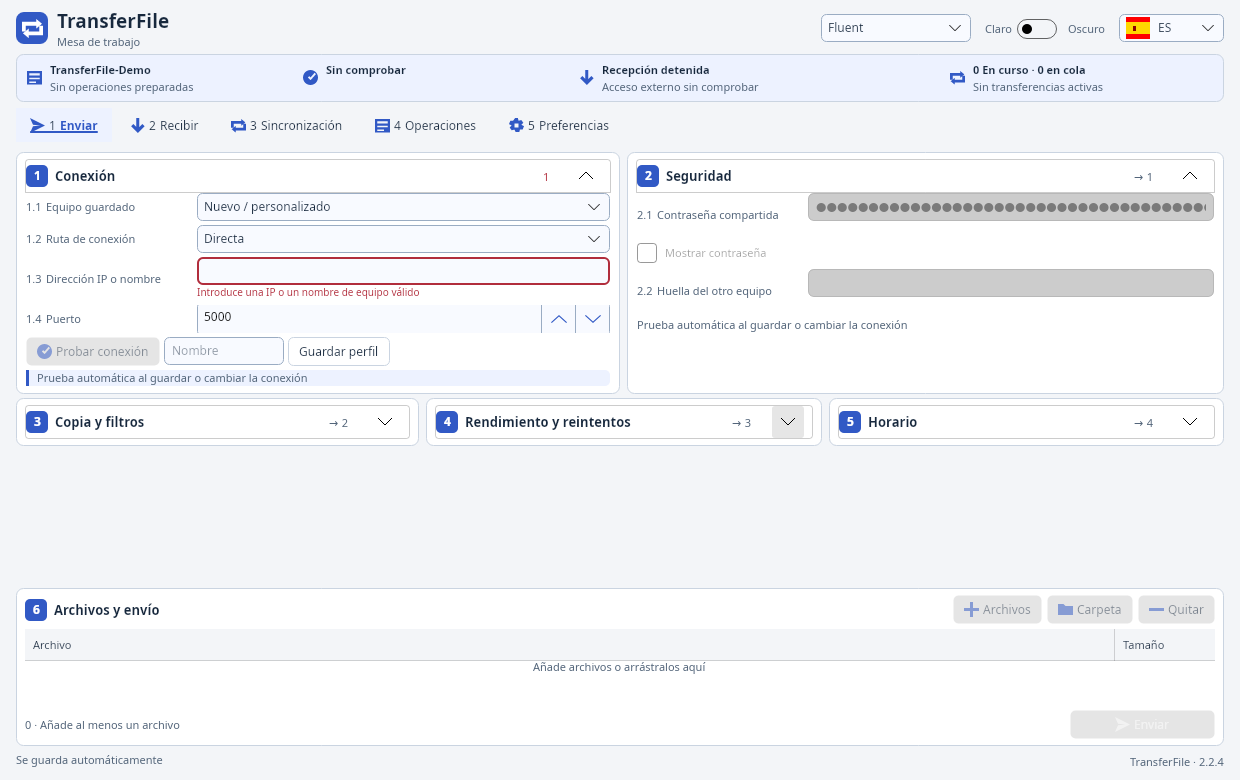 TransferFile
Mesa de trabajo
Fluent
Claro
Oscuro
ES
TransferFile-Demo
Sin operaciones preparadas
Sin comprobar
Recepción detenida
Acceso externo sin comprobar
0 En curso · 0 en cola
Sin transferencias activas
1 Enviar
2 Recibir
3 Sincronización
4 Operaciones
5 Preferencias
1 Conexión
1
1.1 Equipo guardado
Nuevo / personalizado
1.2 Ruta de conexión
Directa
1.3 Dirección IP o nombre
Introduce una IP o un nombre de equipo válido
1.4 Puerto
5000
Probar conexión
Nombre
Guardar perfil
Prueba automática al guardar o cambiar la conexión
2 Seguridad
→ 1
2.1 Contraseña compartida
Mostrar contraseña
2.2 Huella del otro equipo
Prueba automática al guardar o cambiar la conexión
3 Copia y filtros
→ 2
4 Rendimiento y reintentos
→ 3
5 Horario
→ 4
6 Archivos y envío
Archivos
Carpeta
Quitar
Archivo
Tamaño
Añade archivos o arrástralos aquí
0 · Añade al menos un archivo
Enviar
Se guarda automáticamente
TransferFile · 2.2.4